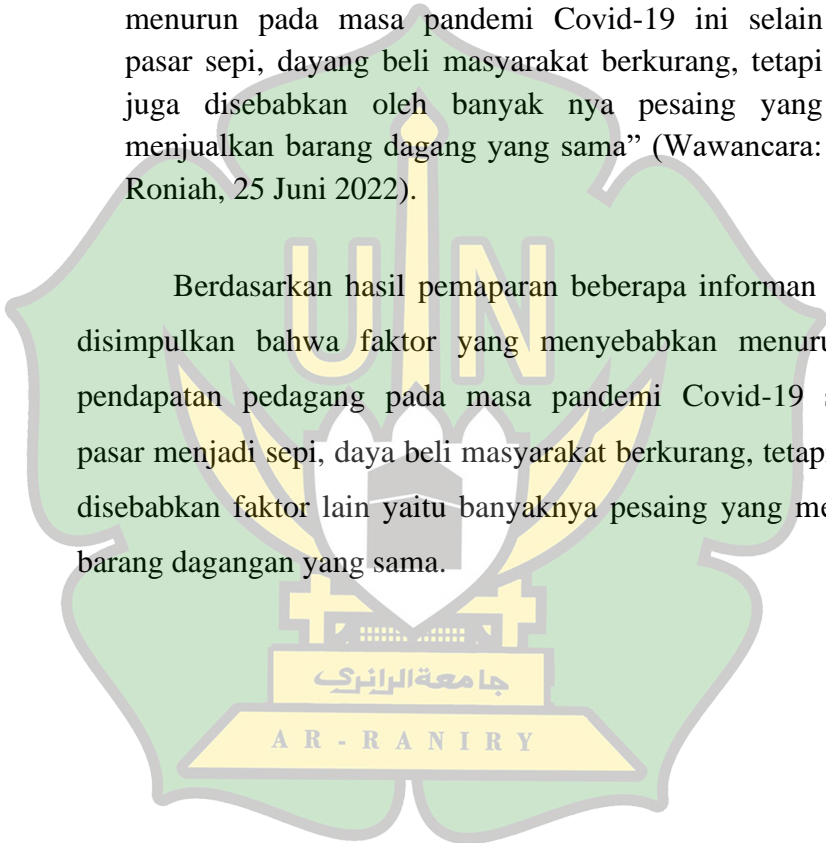 menurun pada masa pandemi Covid-19 ini selain
pasar sepi, dayang beli masyarakat berkurang, tetapi
juga disebabkan oleh banyak nya pesaing yang
menjualkan barang dagang yang sama” (Wawancara:
Roniah, 25 Juni 2022).
Berdasarkan hasil pemaparan beberapa informan
disimpulkan bahwa faktor yang menyebabkan
pendapatan pedagang pada masa pandemi Covid-19
pasar menjadi sepi, daya beli masyarakat berkurang,
disebabkan faktor lain yaitu banyaknya pesaing yang
barang dagangan yang sama.
UIN
جامعة الرانري
AR-RANIRY